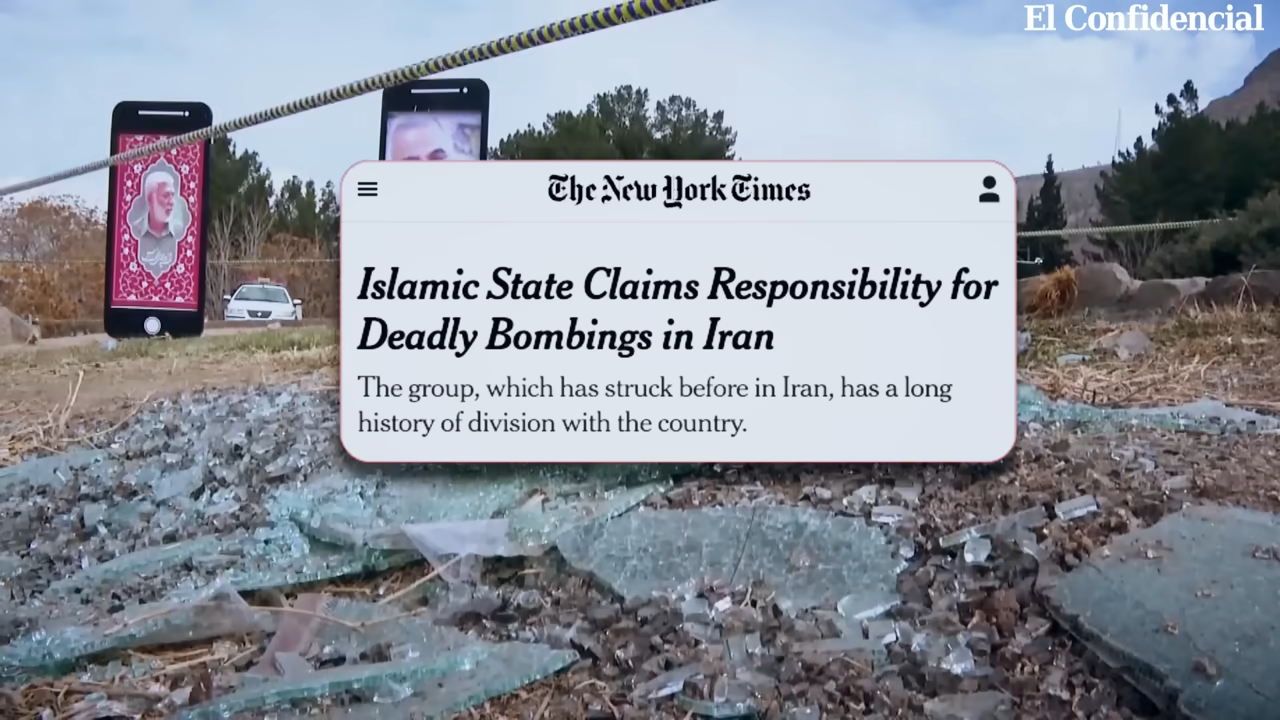 El Confidencial
The New York Times
Islamic State Claims Responsibility for
Deadly Bombings in Iran
The group, which has struck before in Iran, has a long
history of division with the country.